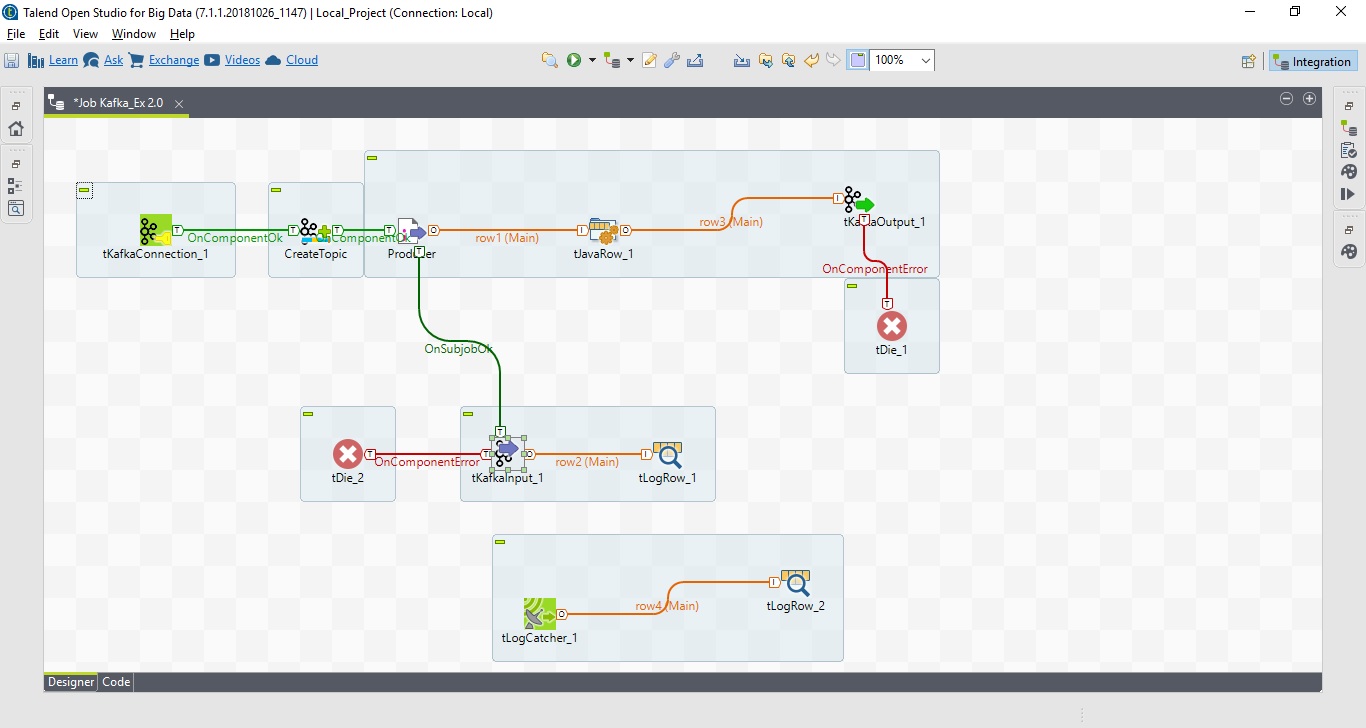 Talend Open Studio for Big Data (7.1.1.20181026_1147) | Local_Project (Connection: Local)
File Edit View Window Help
Learn Ask Exchange Videos Cloud 100% Integration
*Job Kafka_Ex 2.0
tKafkaConnection_1
OnComponentOk
CreateTopic
Producer
row1 (Main)
tJavaRow_1
row3 (Main)
tKafkaOutput_1
OnComponentError
tDie_1
OnSubjobOk
tDie_2
OnComponentError
tKafkaInput_1
row2 (Main)
tLogRow_1
tLogCatcher_1
row4 (Main)
tLogRow_2
Designer Code